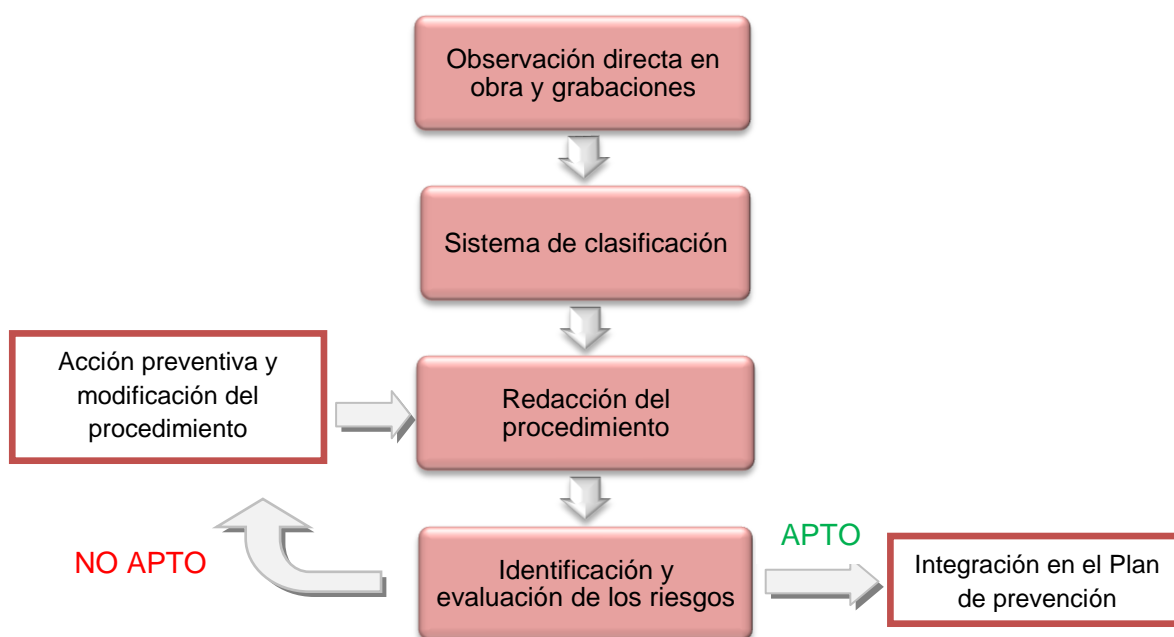 Observación directa en
obra y grabaciones
Sistema de clasificación
Acción preventiva y
modificación del
procedimiento
Redacción del
procedimiento
NO APTO
Identificación y
evaluación de los riesgos
APTO
Integración en el Plan
de prevención